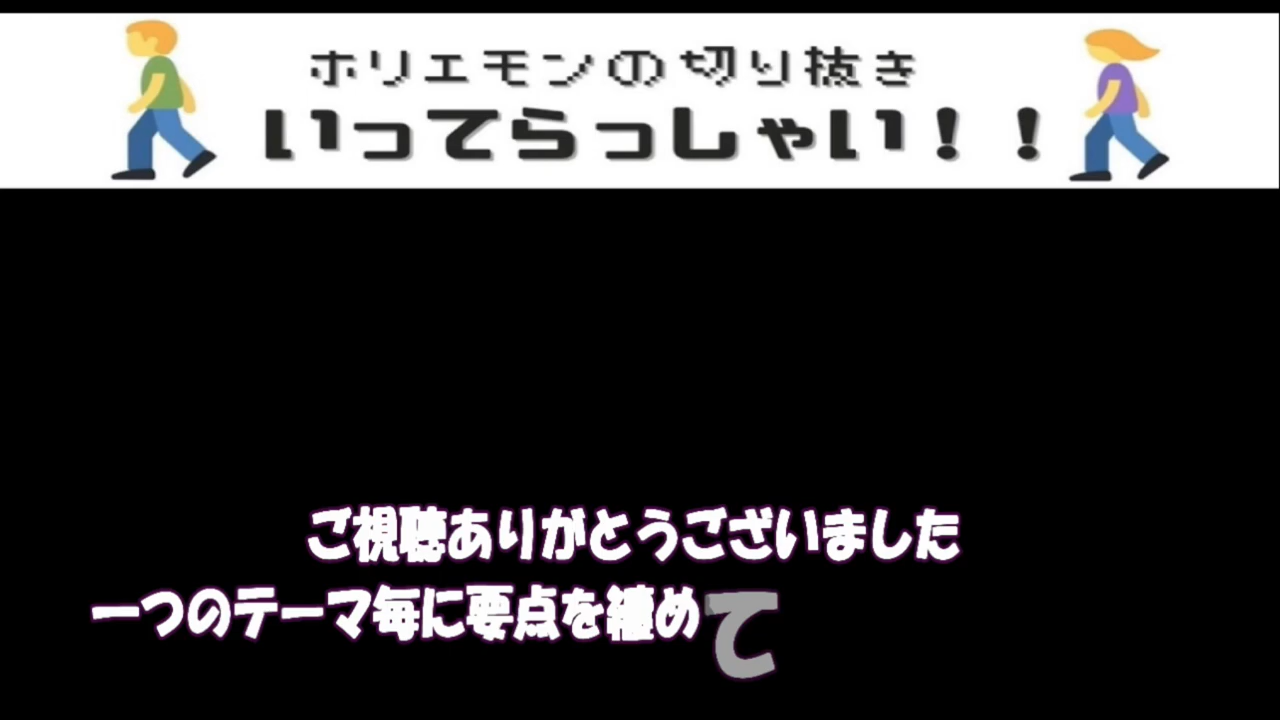 ホリエモンの切り抜き
いってらっしゃい！！
ご視聴ありがとうございました
一つのテーマ毎に要点を纏めて